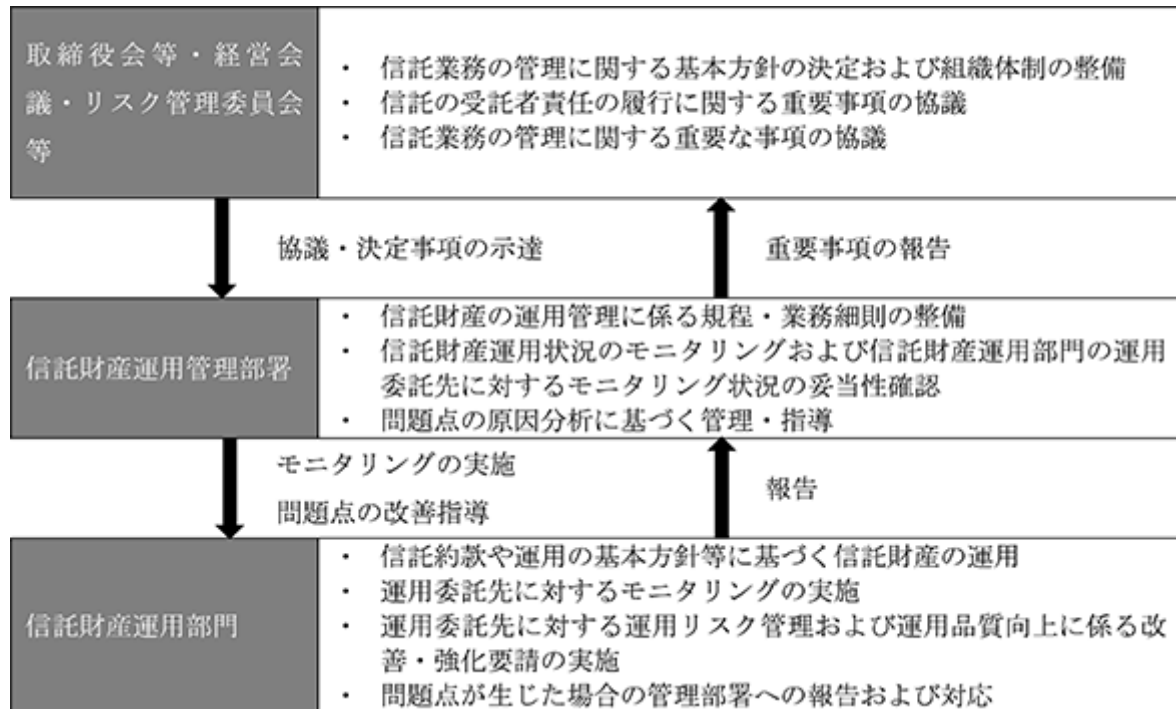 取締役会等・経営会
議・リスク管理委員会
等
・ 信託業務の管理に関する基本方針の決定および組織体制の整備
・ 信託の受託者責任の履行に関する重要事項の協議
・ 信託業務の管理に関する重要な事項の協議
協議・決定事項の示達
重要事項の報告
信託財産運用管理部署
・ 信託財産の運用管理に係る規程・業務細則の整備
・ 信託財産運用状況のモニタリングおよび信託財産運用部門の運用
委託先に対するモニタリング状況の妥当性確認
・ 問題点の原因分析に基づく管理・指導
モニタリングの実施
問題点の改善指導
報告
信託財産運用部門
・ 信託約款や運用の基本方針等に基づく信託財産の運用
・ 運用委託先に対するモニタリングの実施
・ 運用委託先に対する運用リスク管理および運用品質向上に係る改
善・強化要請の実施
・ 問題点が生じた場合の管理部署への報告および対応